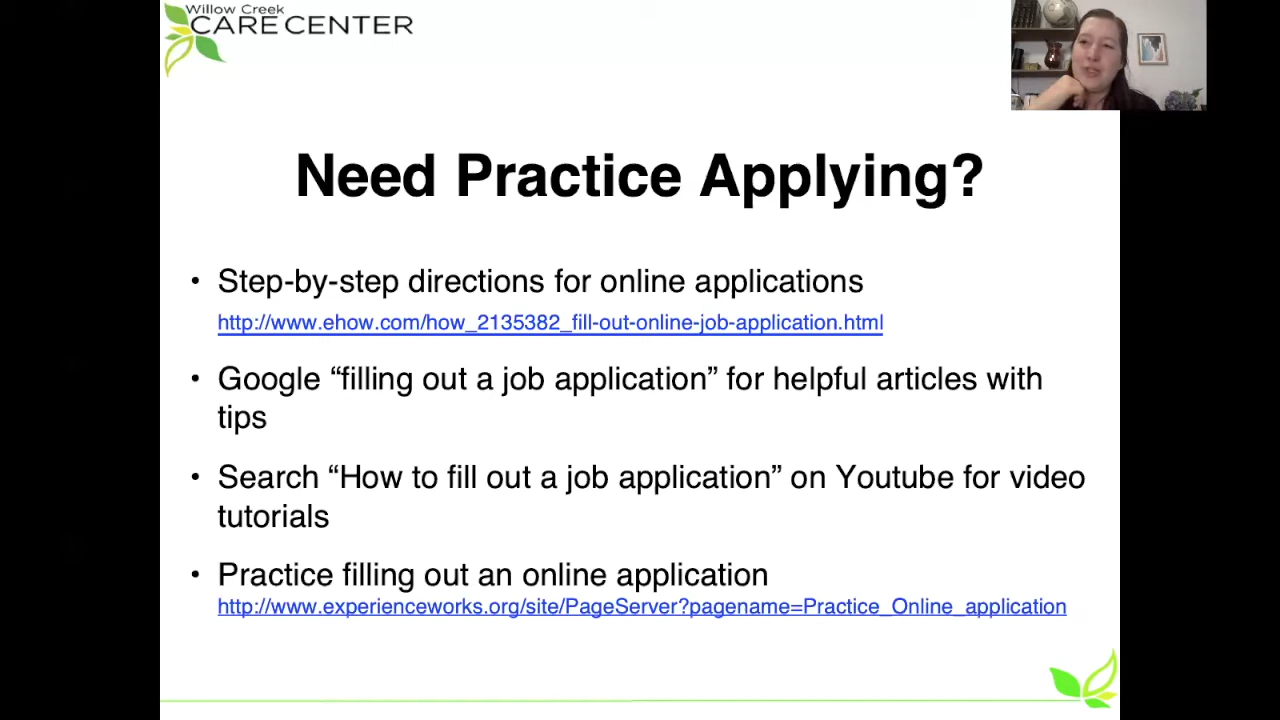 Willow Creek
CARE CENTER
Need Practice Applying?
• Step-by-step directions for online applications
http://www.ehow.com/how_2135382_fill-out-online-job-application.html
• Google “filling out a job application” for helpful articles with
tips
• Search “How to fill out a job application” on Youtube for video
tutorials
• Practice filling out an online application
http://www.experienceworks.org/site/PageServer?pagename=Practice_Online_application